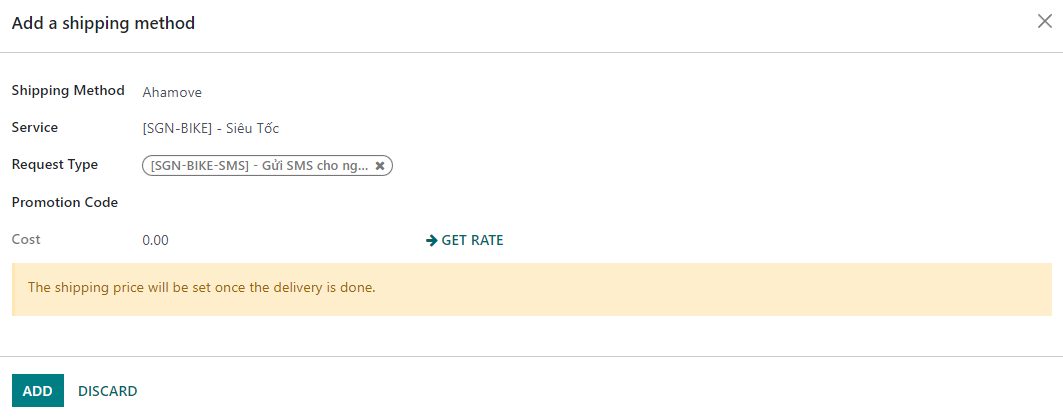 Add a shipping method
Shipping Method Ahamove
Service [SGN-BIKE] - Siêu Tốc
Request Type [SGN-BIKE-SMS] - Gửi SMS cho ng...
Promotion Code
Cost 0.00 GET RATE
The shipping price will be set once the delivery is done.
ADD DISCARD